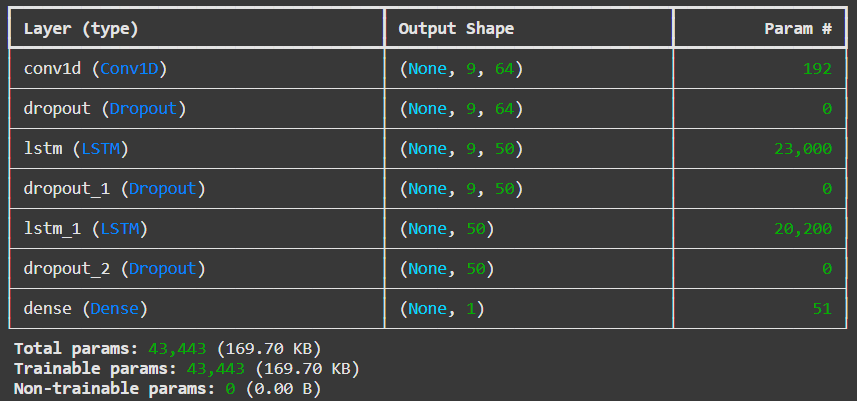 Layer (type) Output Shape Param #
conv1d (Conv1D) (None, 9, 64) 192
dropout (Dropout) (None, 9, 64) 0
lstm (LSTM) (None, 9, 50) 23,000
dropout_1 (Dropout) (None, 9, 50) 0
lstm_1 (LSTM) (None, 50) 20,200
dropout_2 (Dropout) (None, 50) 0
dense (Dense) (None, 1) 51
Total params: 43,443 (169.70 KB)
Trainable params: 43,443 (169.70 KB)
Non-trainable params: 0 (0.00 B)